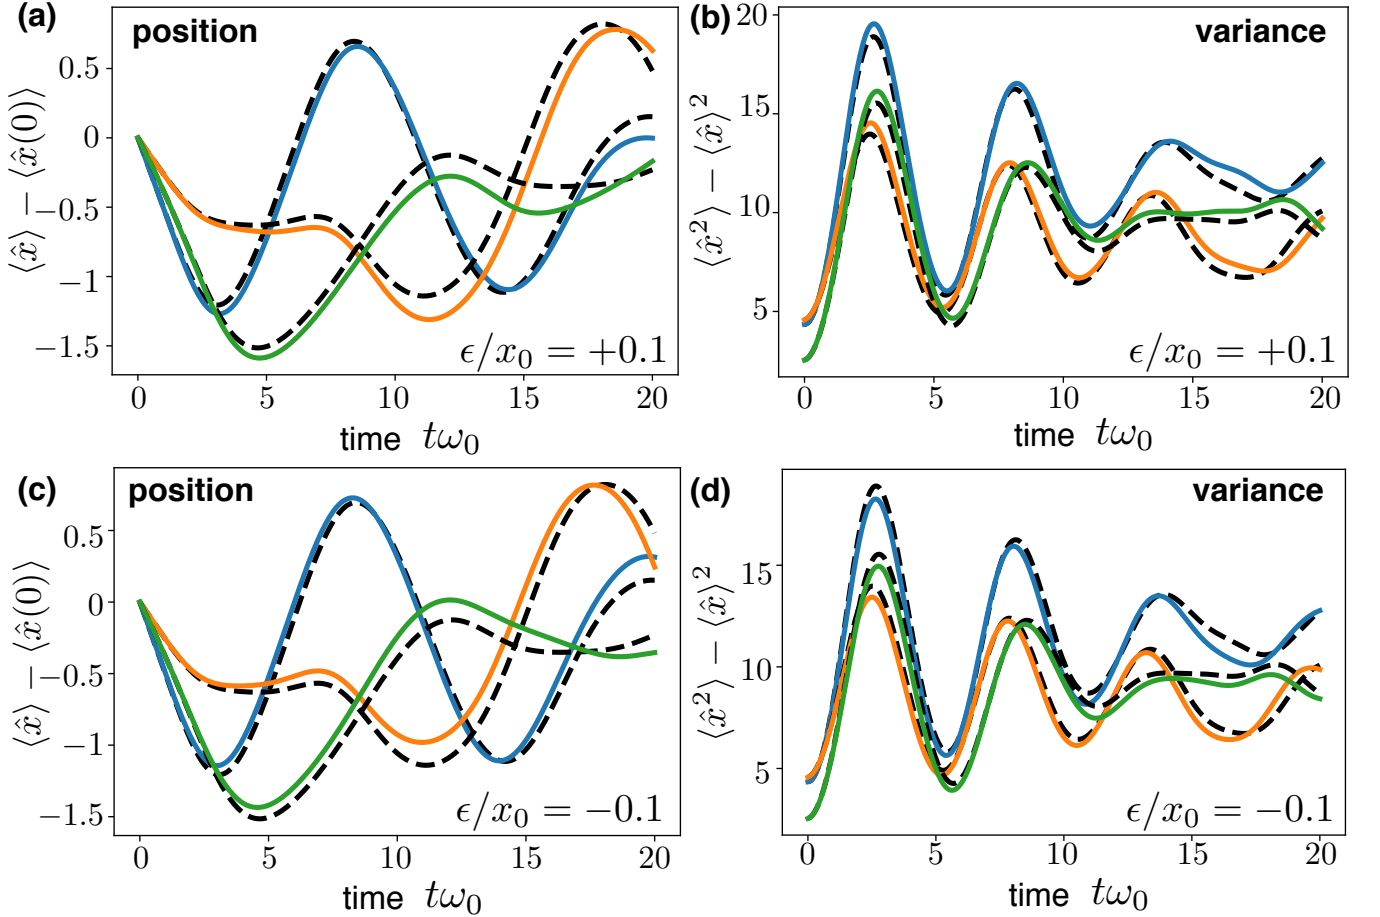 (a)
position
⟨x̂⟩ − ⟨x̂(0)⟩
0.5
0
−0.5
−1
−1.5
ϵ/x₀ = +0.1
0 5 10 15 20
time tω₀
(b)
variance
⟨x̂²⟩ − ⟨x̂⟩²
20
15
10
5
ϵ/x₀ = +0.1
0 5 10 15 20
time tω₀
(c)
position
⟨x̂⟩ − ⟨x̂(0)⟩
0.5
0
−0.5
−1
−1.5
ϵ/x₀ = −0.1
0 5 10 15 20
time tω₀
(d)
variance
⟨x̂²⟩ − ⟨x̂⟩²
15
10
5
ϵ/x₀ = −0.1
0 5 10 15 20
time tω₀